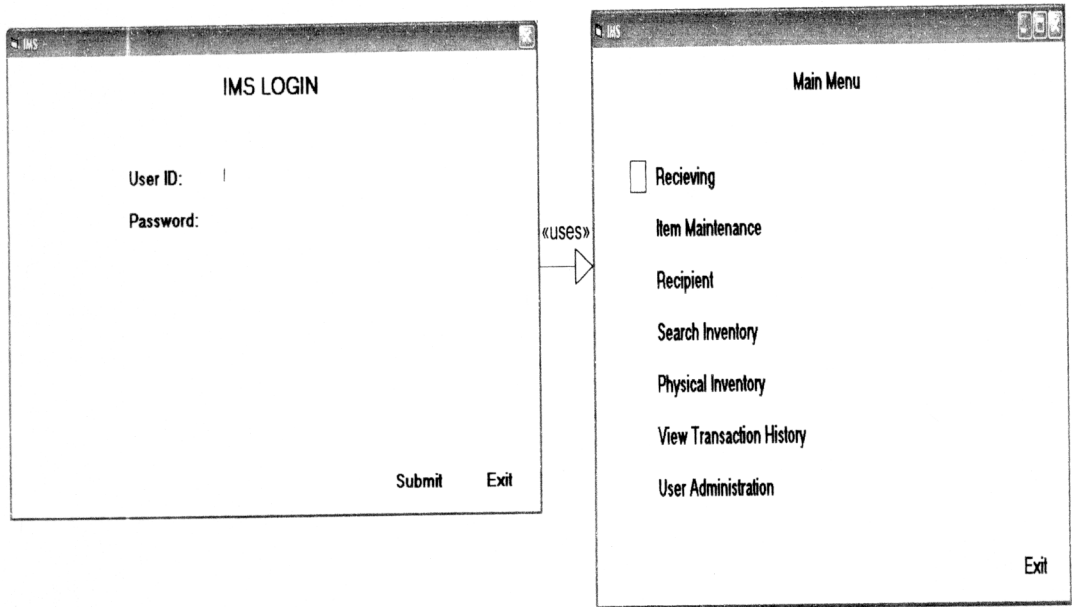 IMS
IMS LOGIN
User ID:
Password:
Submit Exit
«uses»
IMS
Main Menu
Recieving
Item Maintenance
Recipient
Search Inventory
Physical Inventory
View Transaction History
User Administration
Exit